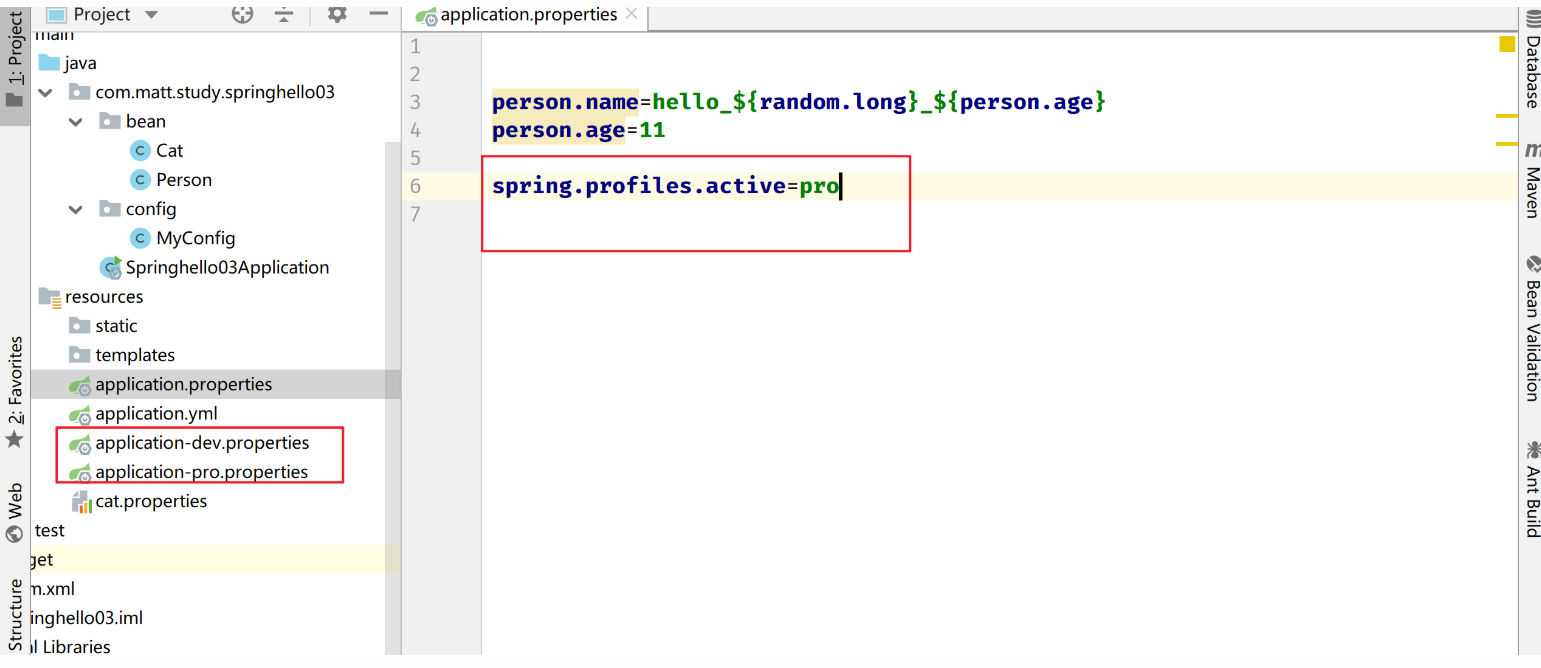 Project
application.properties
main
java
com.matt.study.springhello03
bean
Cat
Person
config
MyConfig
Springhello03Application
resources
static
templates
application.properties
application.yml
application-dev.properties
application-pro.properties
cat.properties
test
get
m.xml
inghello03.iml
al Libraries
1
2
3 person.name=hello_${random.long}_${person.age}
4 person.age=11
5
6 spring.profiles.active=pro
7
1: Project
2: Favorites
Web
Structure
Database
Maven
Bean Validation
Ant Build